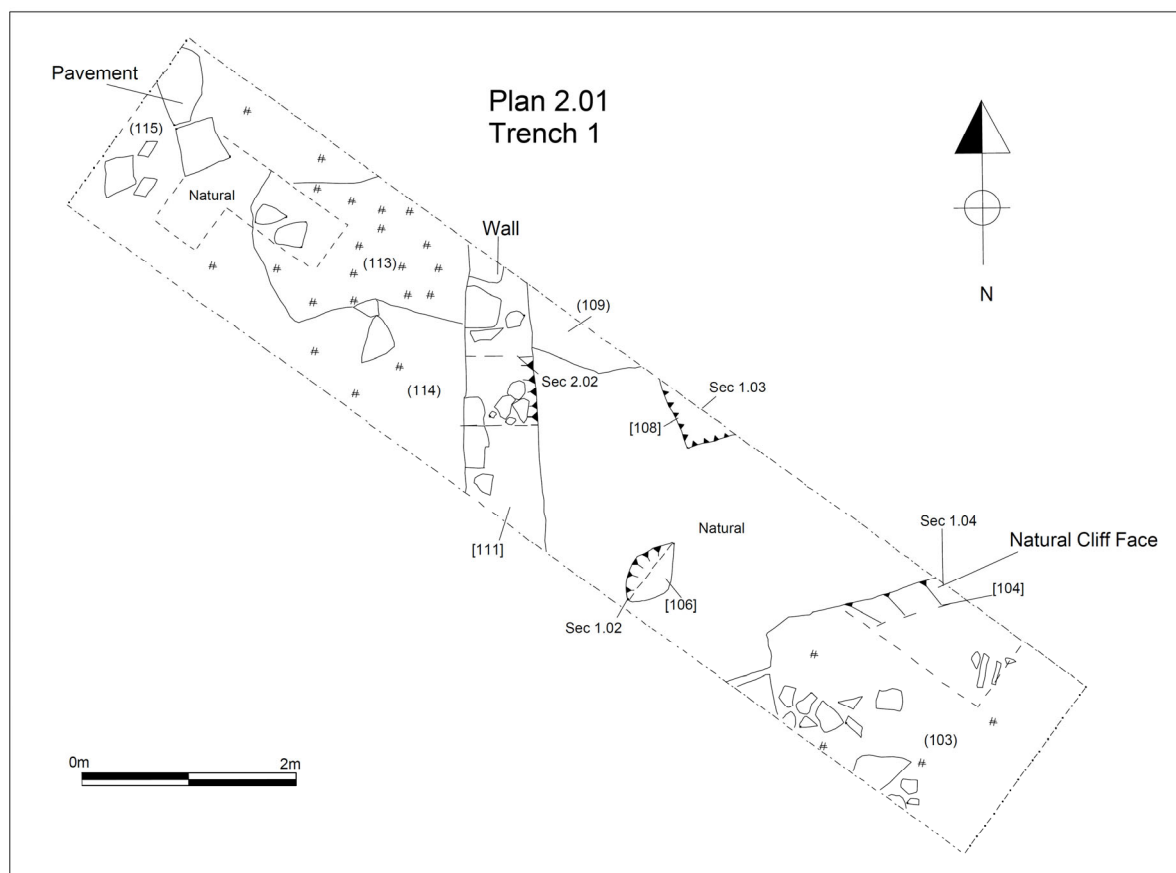 Plan 2.01
Trench 1
Pavement
(115)
Natural
(113)
Wall
(109)
(114)
Sec 2.02
Sec 1.03
[108]
N
[111]
Natural
Sec 1.04
Natural Cliff Face
[104]
[106]
Sec 1.02
(103)
0m
2m